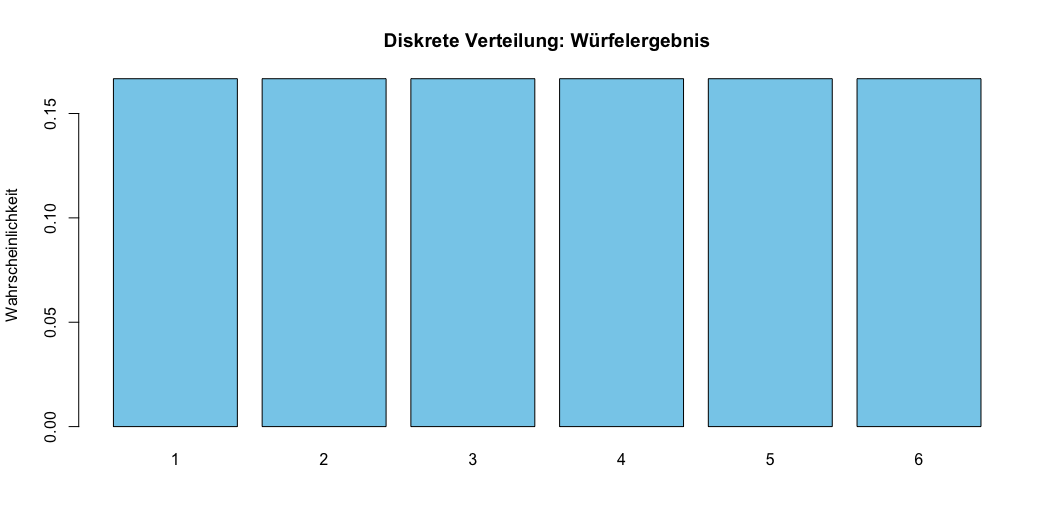 Diskrete Verteilung: Würfelergebnis
Wahrscheinlichkeit
0.15
0.10
0.05
0.00
1 2 3 4 5 6